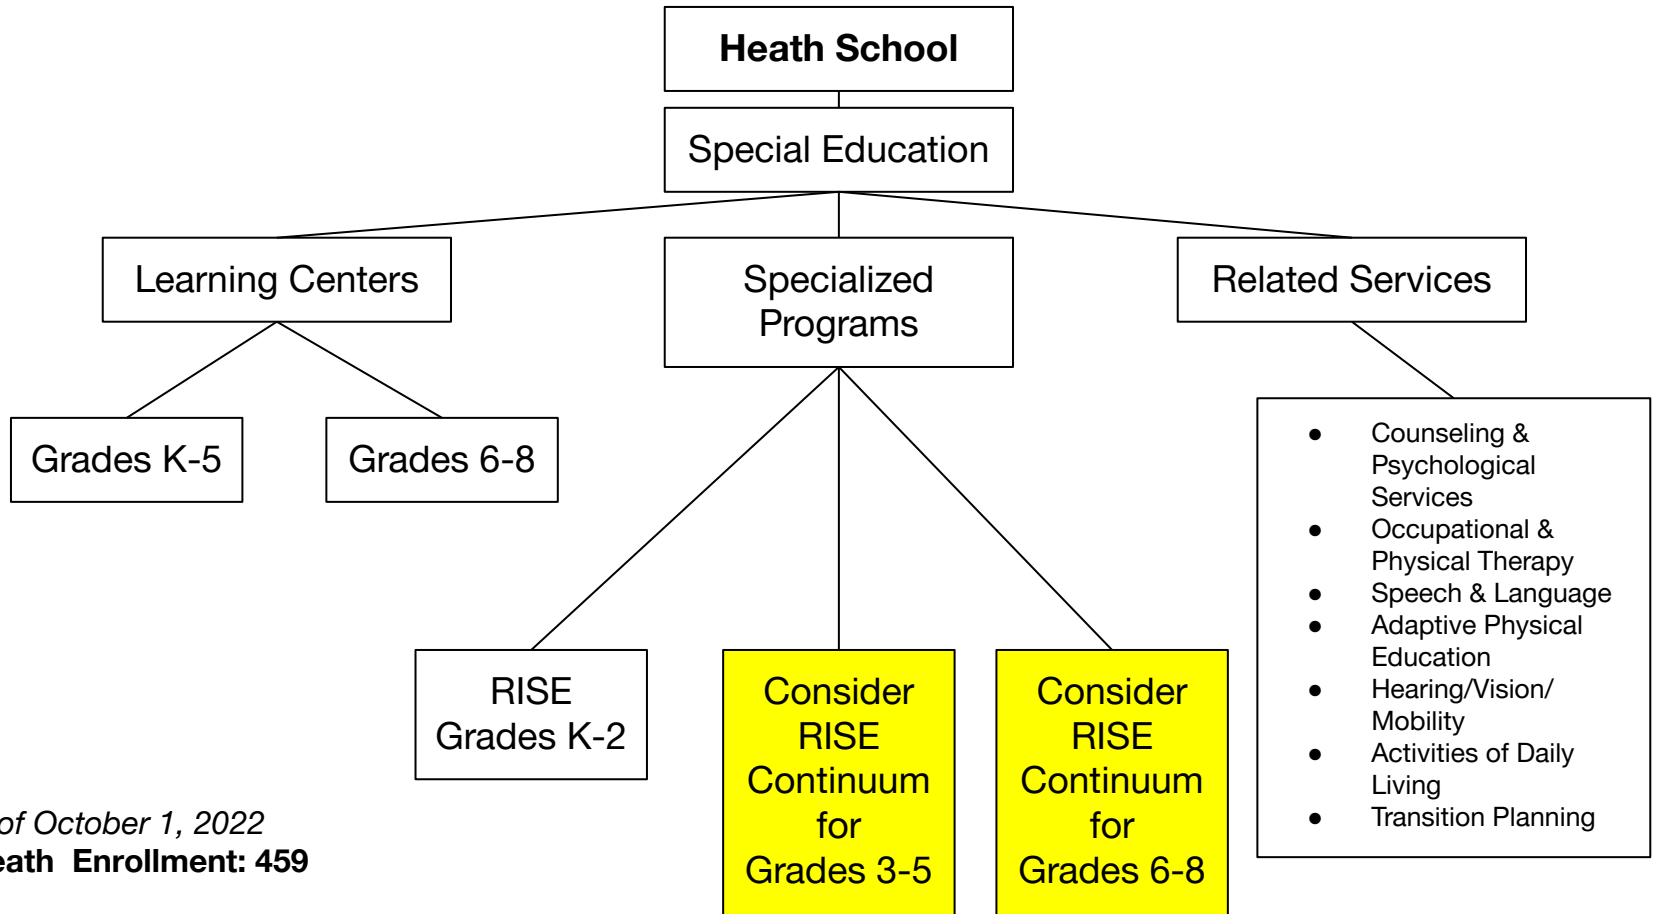 Heath School
Special Education
Learning Centers
Specialized
Programs
Related Services
Grades K-5
Grades 6-8
● Counseling &
Psychological
Services
● Occupational &
Physical Therapy
● Speech & Language
● Adaptive Physical
Education
● Hearing/Vision/
Mobility
● Activities of Daily
Living
● Transition Planning
RISE
Grades K-2
Consider
RISE
Continuum
for
Grades 3-5
Consider
RISE
Continuum
for
Grades 6-8
of October 1, 2022
eath Enrollment: 459